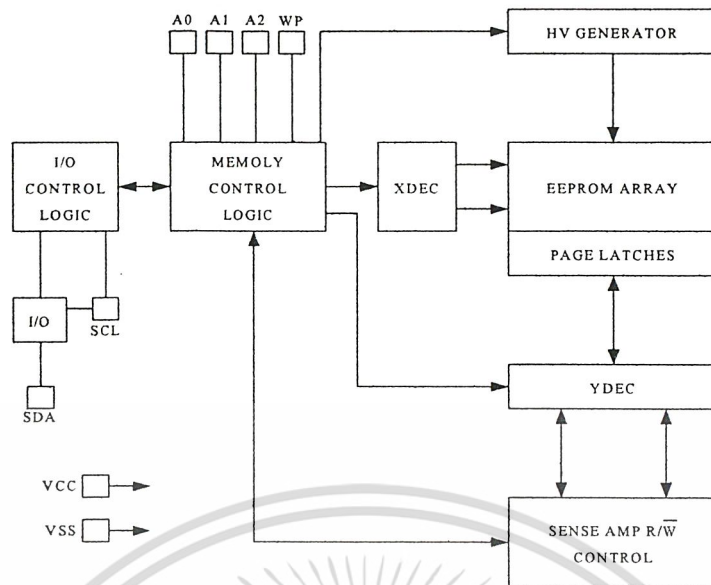 A0 A1 A2 WP
HV GENERATOR
I/O
CONTROL
LOGIC
MEMOLY
CONTROL
LOGIC
XDEC
EEPROM ARRAY
PAGE LATCHES
I/O
SCL
SDA
YDEC
VCC
VSS
SENSE AMP R/W̅
CONTROL